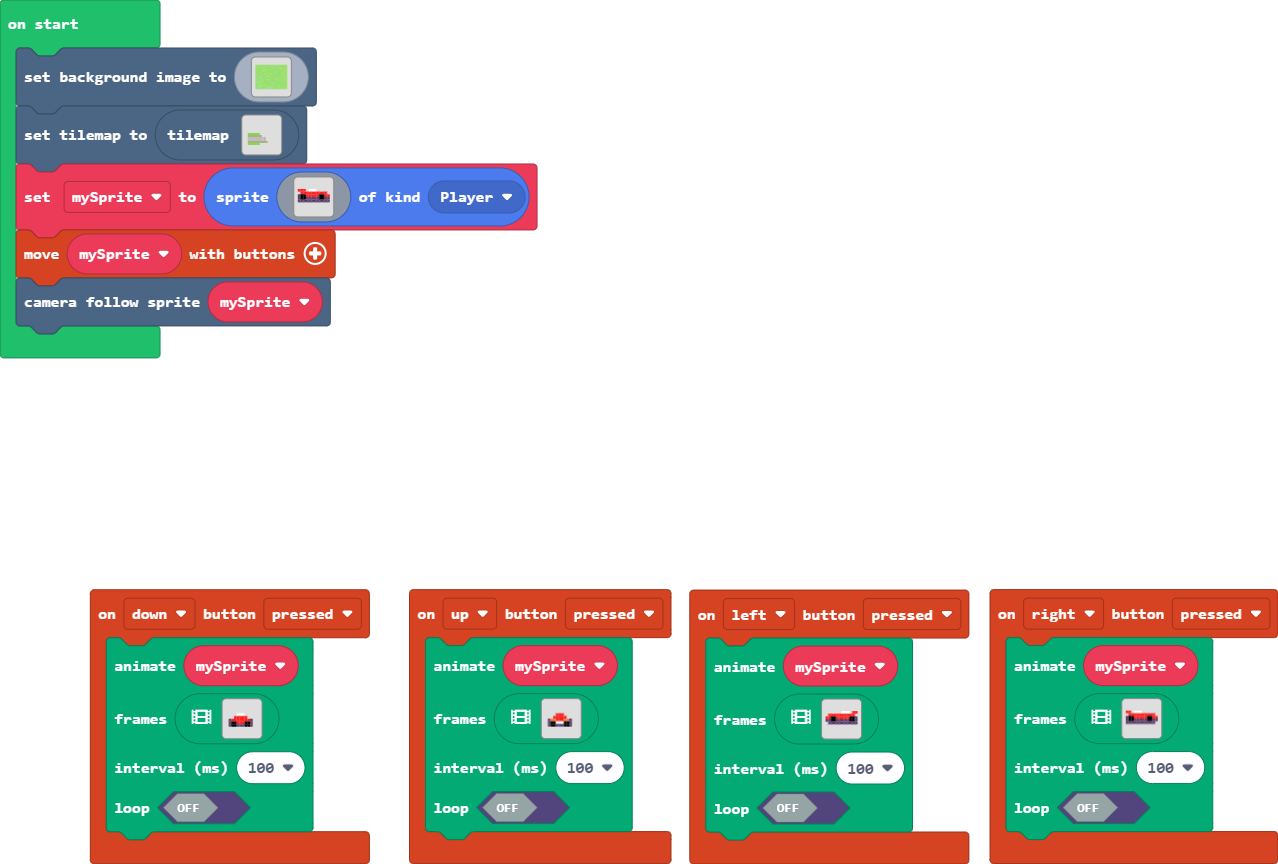 on start
set background image to
set tilemap to tilemap
set mySprite to sprite of kind Player
move mySprite with buttons
camera follow sprite mySprite
on down button pressed
animate mySprite
frames
interval (ms) 100
loop OFF
on up button pressed
animate mySprite
frames
interval (ms) 100
loop OFF
on left button pressed
animate mySprite
frames
interval (ms) 100
loop OFF
on right button pressed
animate mySprite
frames
interval (ms) 100
loop OFF